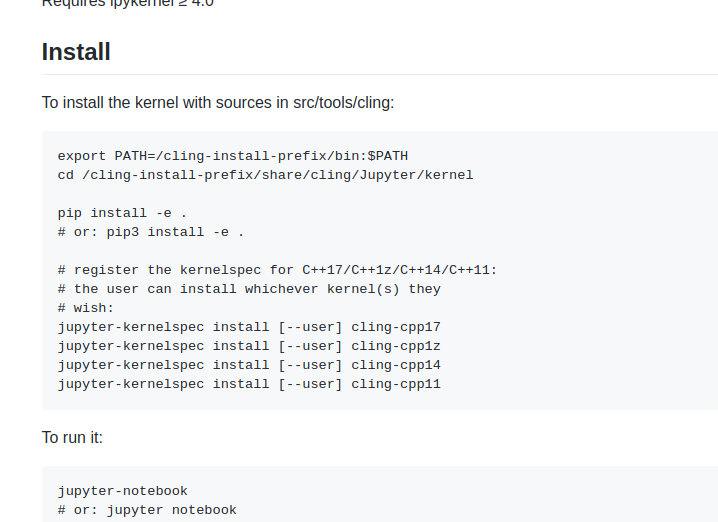 Requires ipykernel ≥ 4.0
Install
To install the kernel with sources in src/tools/cling:
export PATH=/cling-install-prefix/bin:$PATH
cd /cling-install-prefix/share/cling/Jupyter/kernel
pip install -e .
# or: pip3 install -e .
# register the kernelspec for C++17/C++1z/C++14/C++11:
# the user can install whichever kernel(s) they
# wish:
jupyter-kernelspec install [--user] cling-cpp17
jupyter-kernelspec install [--user] cling-cpp1z
jupyter-kernelspec install [--user] cling-cpp14
jupyter-kernelspec install [--user] cling-cpp11
To run it:
jupyter-notebook
# or: jupyter notebook